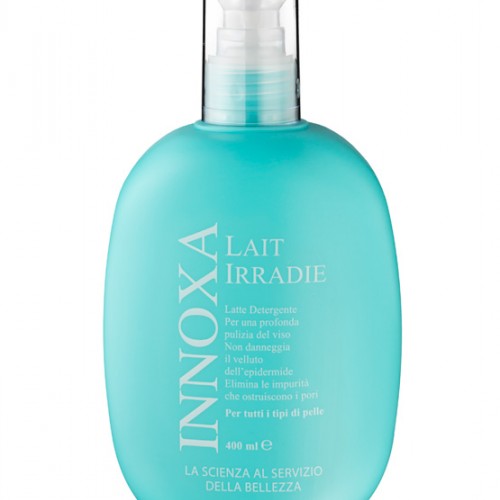 INNOXA
LAIT
IRRADIE
Latte Detergente
Per una profonda
pulizia del viso
Non danneggia
il velluto
dell'epidermide
Elimina le impurità
che ostruiscono i pori
Per tutti i tipi di pelle
400 ml ℮
LA SCIENZA AL SERVIZIO
DELLA BELLEZZA